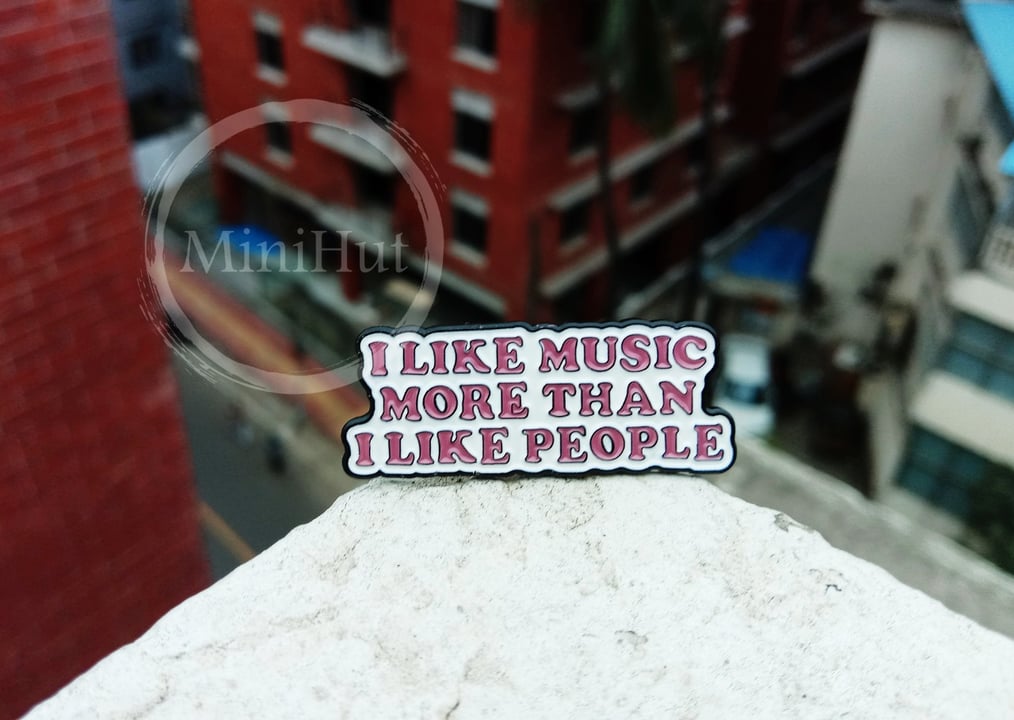 MiniHut
I LIKE MUSIC
MORE THAN
I LIKE PEOPLE